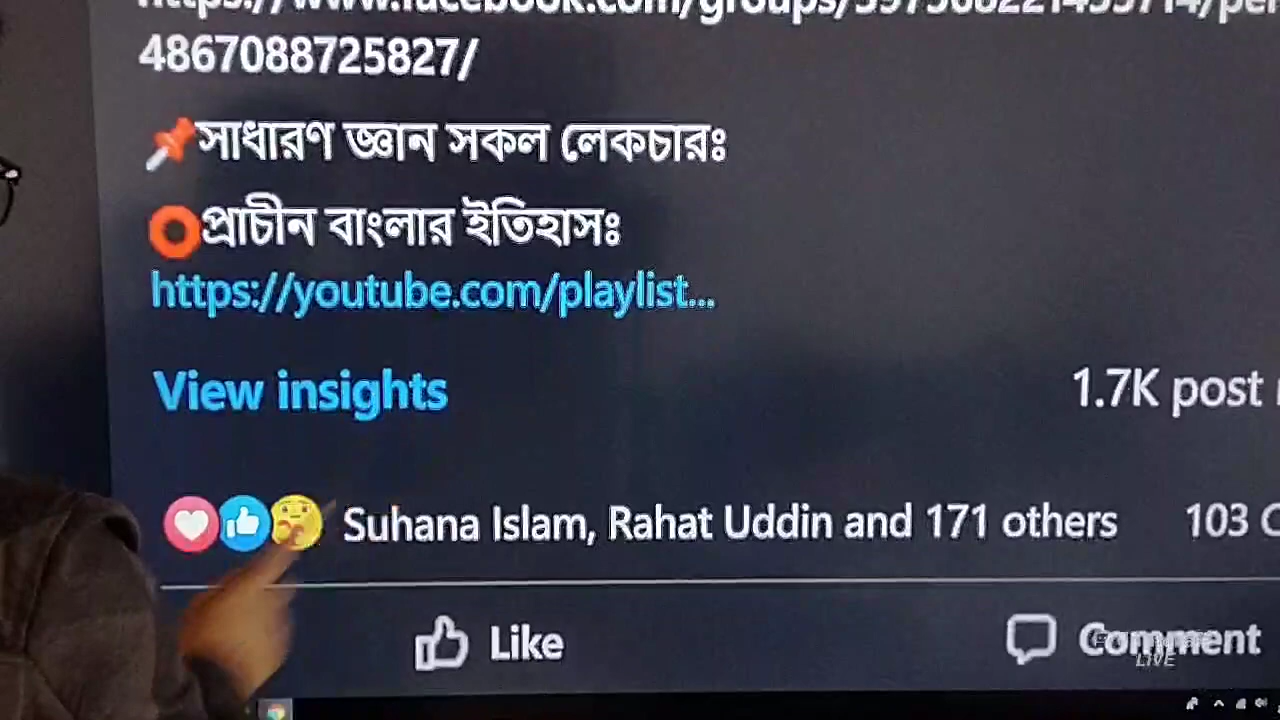 4867088725827/
সাধারণ জ্ঞান সকল লেকচারঃ
প্রাচীন বাংলার ইতিহাসঃ
https://youtube.com/playlist...
View insights
1.7K post
Suhana Islam, Rahat Uddin and 171 others
103
Like
Comment
LIVE